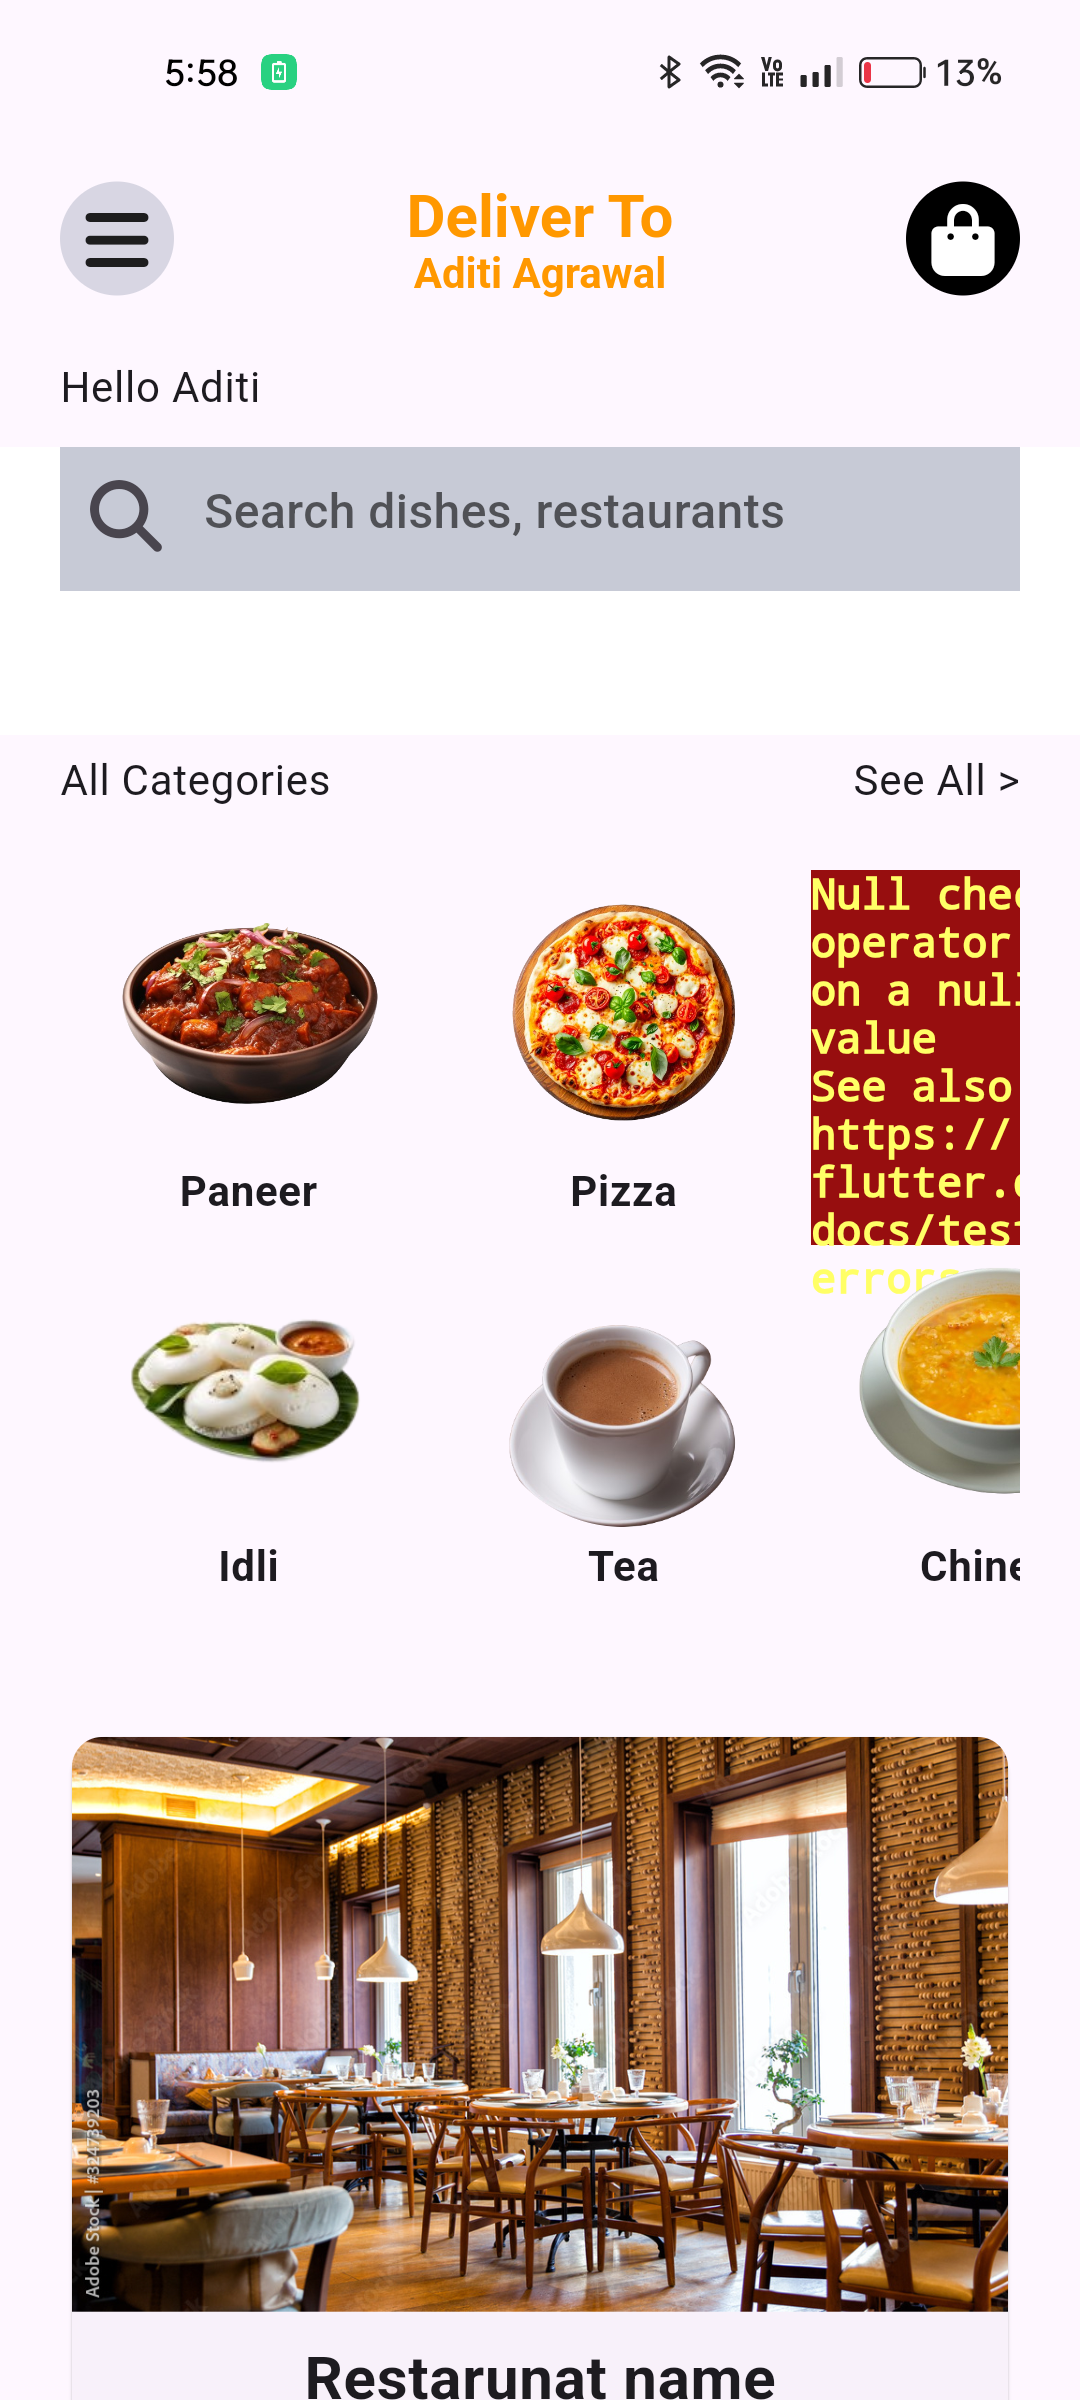 5:58
Vo
LTE
13%
Deliver To
Aditi Agrawal
Hello Aditi
Search dishes, restaurants
All Categories
See All >
Null chec
operator
on a null
value
See also
https://
flutter.d
docs/test
errors
Paneer
Pizza
Idli
Tea
Chine
Adobe Stock | #324739203
Restarunat name